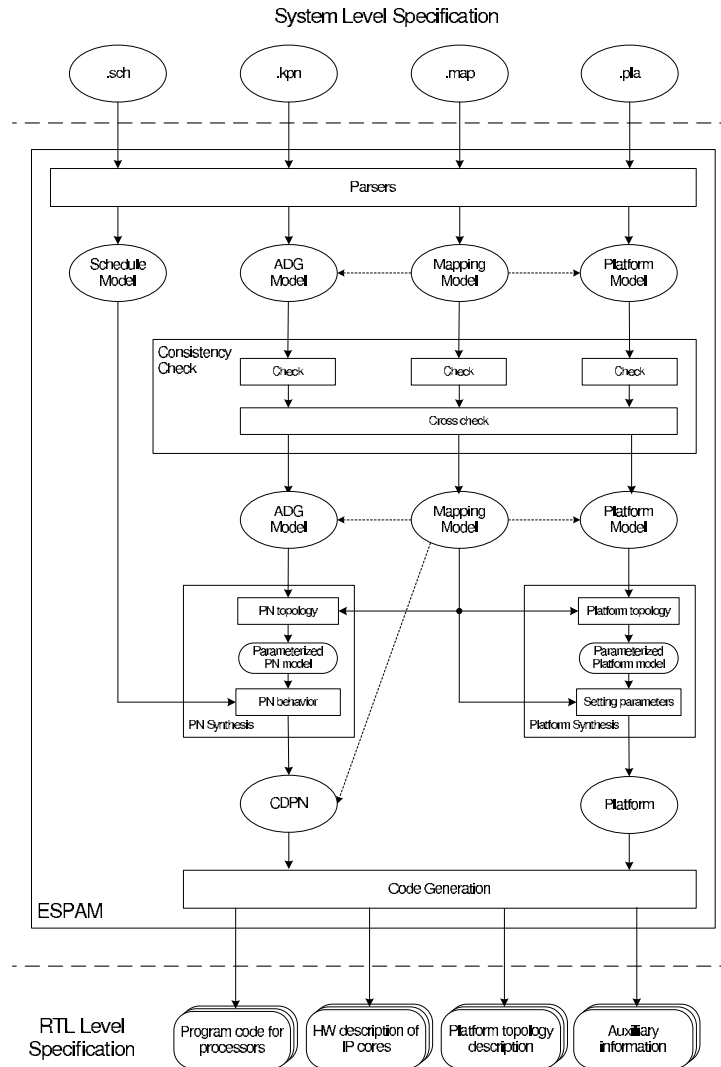 System Level Specification
.sch
.kpn
.map
.pla
Parsers
Schedule
Model
ADG
Model
Mapping
Model
Platform
Model
Consistency
Check
Check
Check
Check
Cross check
ADG
Model
Mapping
Model
Platform
Model
PN topology
Platform topology
Parameterized
PN model
Parameterized
Platform model
PN behavior
Setting parameters
PN Synthesis
Platform Synthesis
CDPN
Platform
Code Generation
ESPAM
RTL Level
Specification
Program code for
processors
HW description of
IP cores
Platform topology
description
Auxiliary
information